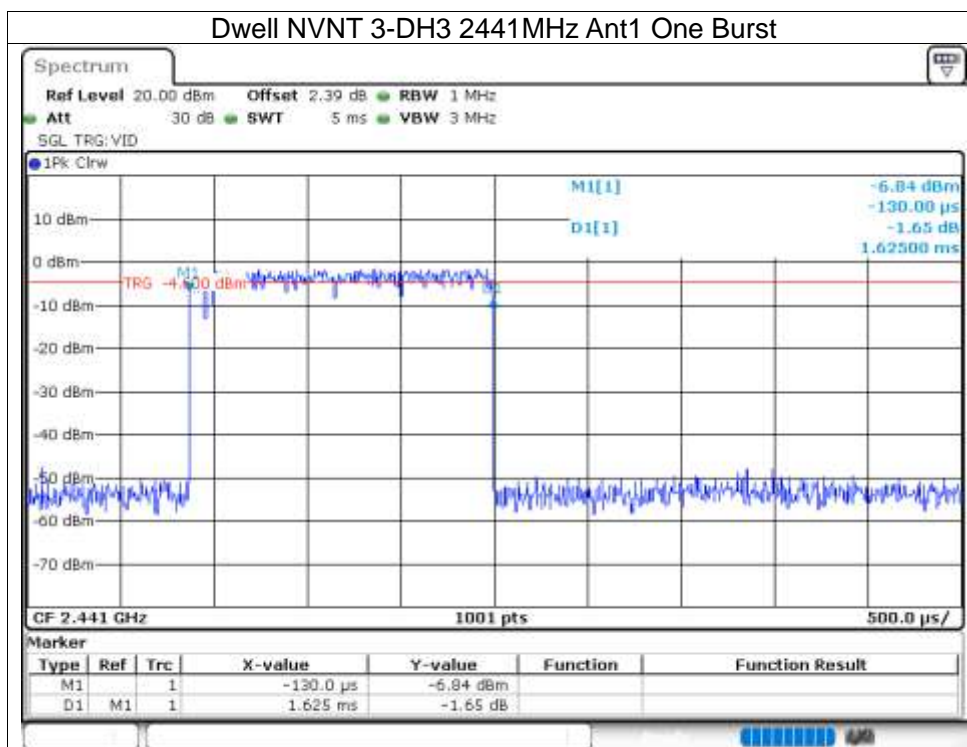 Dwell NVNT 3-DH3 2441MHz Ant1 One Burst
Spectrum
Ref Level 20.00 dBm Offset 2.39 dB RBW 1 MHz
Att 30 dB SWT 5 ms VBW 3 MHz
SGL TRG: VID
1Pk Clrw
M1[1] -6.84 dBm
-130.00 µs
10 dBm
D1[1] -1.65 dB
1.62500 ms
0 dBm
M1
TRG -4.600 dBm
-10 dBm
-20 dBm
-30 dBm
-40 dBm
-50 dBm
-60 dBm
-70 dBm
CF 2.441 GHz 1001 pts 500.0 µs/
Marker
Type Ref Trc X-value Y-value Function Function Result
M1 1 -130.0 µs -6.84 dBm
D1 M1 1 1.625 ms -1.65 dB